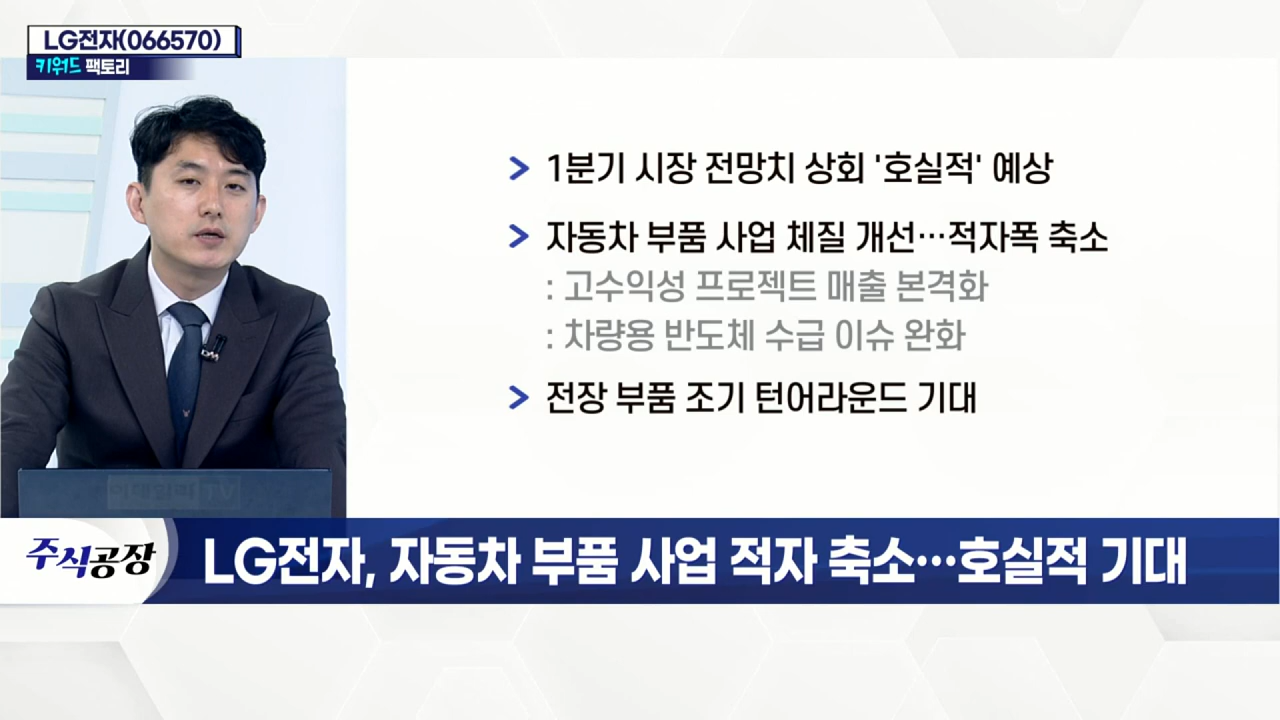 LG전자(066570)
키워드 팩토리
> 1분기 시장 전망치 상회 '호실적' 예상
> 자동차 부품 사업 체질 개선…적자폭 축소
: 고수익성 프로젝트 매출 본격화
: 차량용 반도체 수급 이슈 완화
> 전장 부품 조기 턴어라운드 기대
이데일리 TV
주식공장
LG전자, 자동차 부품 사업 적자 축소…호실적 기대